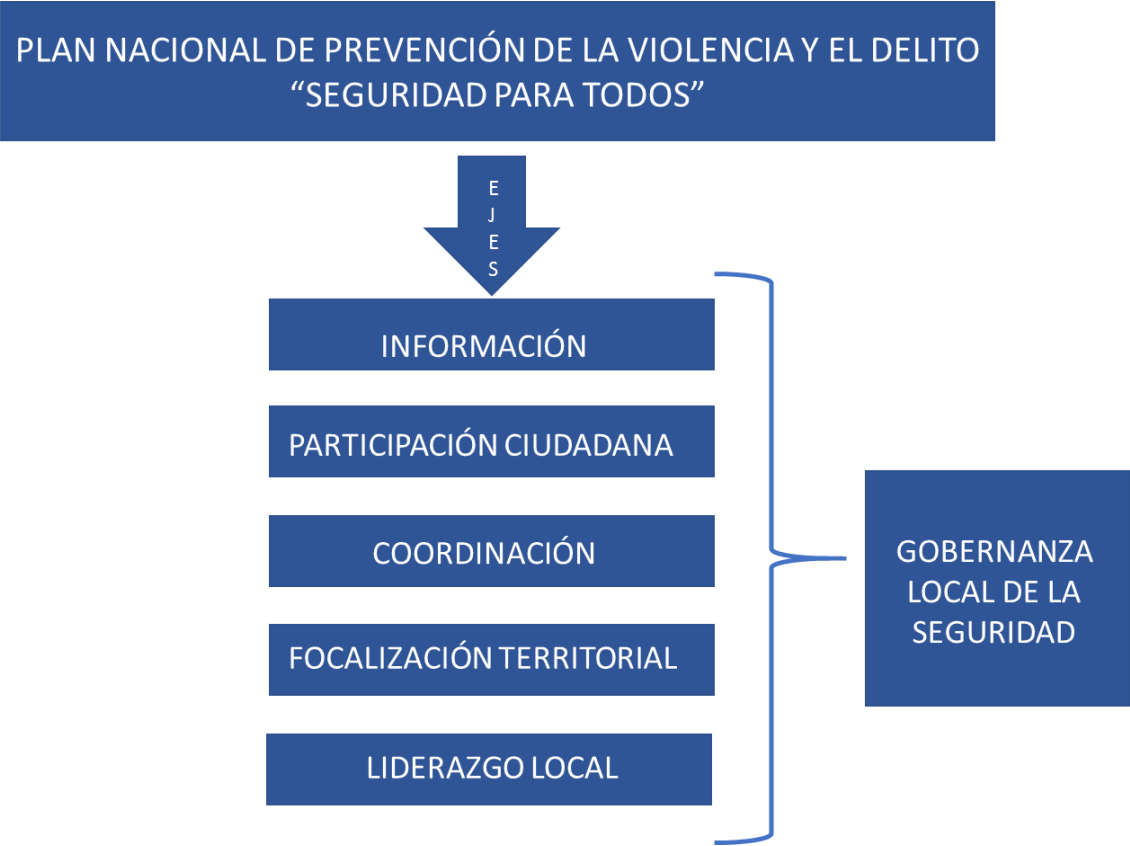 PLAN NACIONAL DE PREVENCIÓN DE LA VIOLENCIA Y EL DELITO
“SEGURIDAD PARA TODOS”
E
J
E
S
INFORMACIÓN
PARTICIPACIÓN CIUDADANA
COORDINACIÓN
FOCALIZACIÓN TERRITORIAL
LIDERAZGO LOCAL
GOBERNANZA
LOCAL DE LA
SEGURIDAD